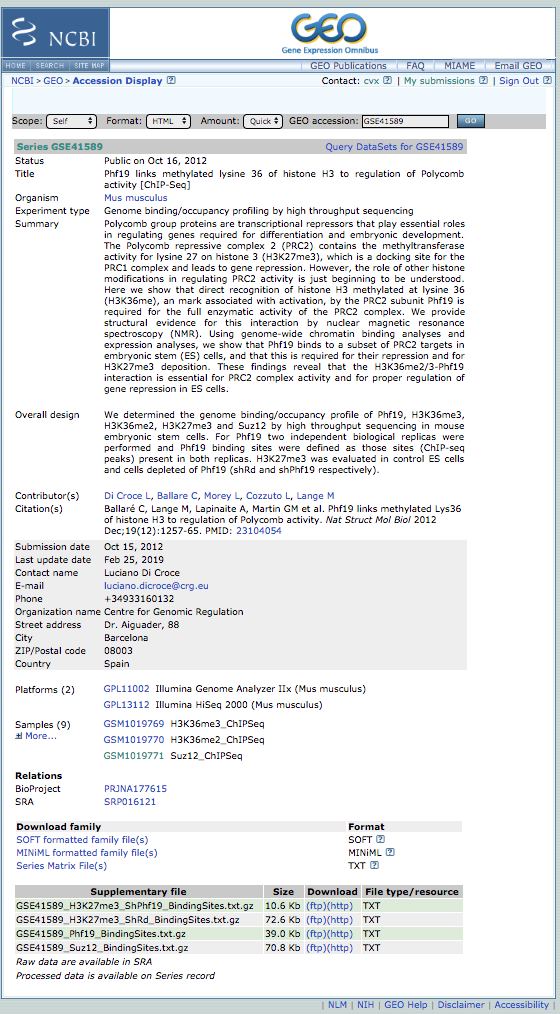 NCBI
GEO
Gene Expression Omnibus
HOME | SEARCH | SITE MAP
GEO Publications | FAQ | MIAME | Email GEO
NCBI > GEO > Accession Display ?
Contact: cvx ? | My submissions ? | Sign Out ?
Scope: Self Format: HTML Amount: Quick GEO accession: GSE41589 GO
Series GSE41589 Query DataSets for GSE41589
Status Public on Oct 16, 2012
Title Phf19 links methylated lysine 36 of histone H3 to regulation of Polycomb
activity [ChIP-Seq]
Organism Mus musculus
Experiment type Genome binding/occupancy profiling by high throughput sequencing
Summary Polycomb group proteins are transcriptional repressors that play essential roles
in regulating genes required for differentiation and embryonic development.
The Polycomb repressive complex 2 (PRC2) contains the methyltransferase
activity for lysine 27 on histone 3 (H3K27me3), which is a docking site for the
PRC1 complex and leads to gene repression. However, the role of other histone
modifications in regulating PRC2 activity is just beginning to be understood.
Here we show that direct recognition of histone H3 methylated at lysine 36
(H3K36me), an mark associated with activation, by the PRC2 subunit Phf19 is
required for the full enzymatic activity of the PRC2 complex. We provide
structural evidence for this interaction by nuclear magnetic resonance
spectroscopy (NMR). Using genome-wide chromatin binding analyses and
expression analyses, we show that Phf19 binds to a subset of PRC2 targets in
embryonic stem (ES) cells, and that this is required for their repression and for
H3K27me3 deposition. These findings reveal that the H3K36me2/3-Phf19
interaction is essential for PRC2 complex activity and for proper regulation of
gene repression in ES cells.
Overall design We determined the genome binding/occupancy profile of Phf19, H3K36me3,
H3K36me2, H3K27me3 and Suz12 by high throughput sequencing in mouse
embryonic stem cells. For Phf19 two independent biological replicas were
performed and Phf19 binding sites were defined as those sites (ChIP-seq
peaks) present in both replicas. H3K27me3 was evaluated in control ES cells
and cells depleted of Phf19 (shRd and shPhf19 respectively).
Contributor(s) Di Croce L, Ballare C, Morey L, Cozzuto L, Lange M
Citation(s) Ballaré C, Lange M, Lapinaite A, Martin GM et al. Phf19 links methylated Lys36
of histone H3 to regulation of Polycomb activity. Nat Struct Mol Biol 2012
Dec;19(12):1257-65. PMID: 23104054
Submission date Oct 15, 2012
Last update date Feb 25, 2019
Contact name Luciano Di Croce
E-mail luciano.dicroce@crg.eu
Phone +34933160132
Organization name Centre for Genomic Regulation
Street address Dr. Aiguader, 88
City Barcelona
ZIP/Postal code 08003
Country Spain
Platforms (2) GPL11002 Illumina Genome Analyzer IIx (Mus musculus)
GPL13112 Illumina HiSeq 2000 (Mus musculus)
Samples (9) GSM1019769 H3K36me3_ChIPSeq
More... GSM1019770 H3K36me2_ChIPSeq
GSM1019771 Suz12_ChIPSeq
Relations
BioProject PRJNA177615
SRA SRP016121
Download family Format
SOFT formatted family file(s) SOFT ?
MINiML formatted family file(s) MINiML ?
Series Matrix File(s) TXT ?
Supplementary file Size Download File type/resource
GSE41589_H3K27me3_ShPhf19_BindingSites.txt.gz 10.6 Kb (ftp)(http) TXT
GSE41589_H3K27me3_ShRd_BindingSites.txt.gz 72.6 Kb (ftp)(http) TXT
GSE41589_Phf19_BindingSites.txt.gz 39.0 Kb (ftp)(http) TXT
GSE41589_Suz12_BindingSites.txt.gz 70.8 Kb (ftp)(http) TXT
Raw data are available in SRA
Processed data is available on Series record
| NLM | NIH | GEO Help | Disclaimer | Accessibility |